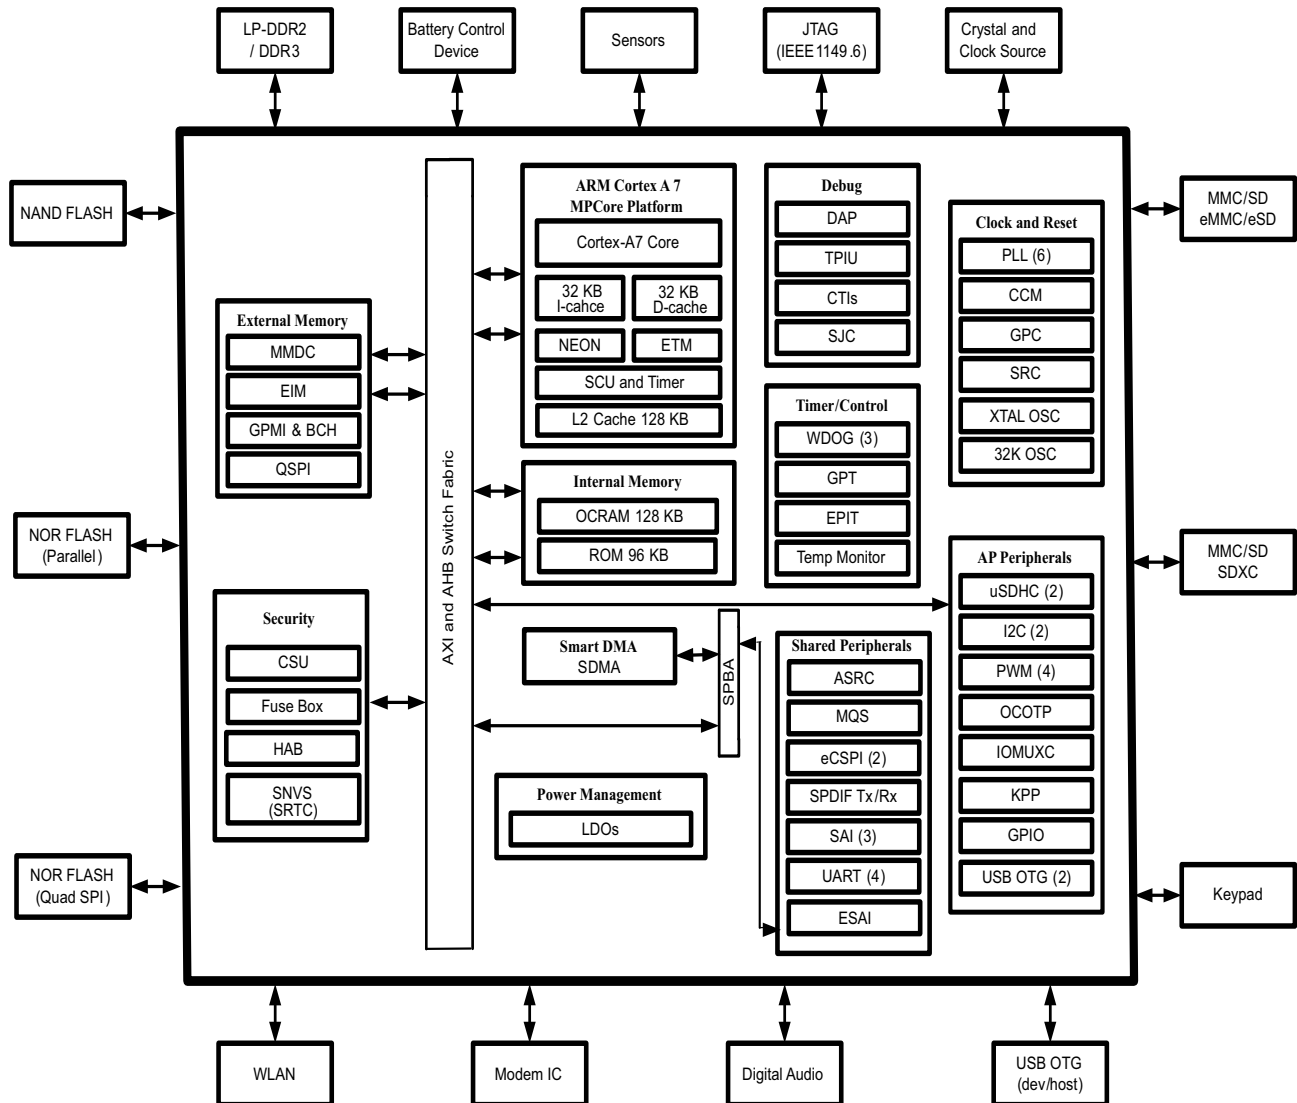 LP-DDR2
/ DDR3
Battery Control
Device
Sensors
JTAG
(IEEE1149.6)
Crystal and
Clock Source
NAND FLASH
NOR FLASH
(Parallel)
NOR FLASH
(Quad SPI)
External Memory
MMDC
EIM
GPMI & BCH
QSPI
Security
CSU
Fuse Box
HAB
SNVS
(SRTC)
AXI and AHB Switch Fabric
ARM Cortex A 7
MPCore Platform
Cortex-A7 Core
32 KB
I-cahce
32 KB
D-cache
NEON
ETM
SCU and Timer
L2 Cache 128 KB
Internal Memory
OCRAM 128 KB
ROM 96 KB
Smart DMA
SDMA
SPBA
Power Management
LDOs
Debug
DAP
TPIU
CTIs
SJC
Timer/Control
WDOG (3)
GPT
EPIT
Temp Monitor
Shared Peripherals
ASRC
MQS
eCSPI (2)
SPDIF Tx/Rx
SAI (3)
UART (4)
ESAI
Clock and Reset
PLL (6)
CCM
GPC
SRC
XTAL OSC
32K OSC
AP Peripherals
uSDHC (2)
I2C (2)
PWM (4)
OCOTP
IOMUXC
KPP
GPIO
USB OTG (2)
MMC/SD
eMMC/eSD
MMC/SD
SDXC
Keypad
WLAN
Modem IC
Digital Audio
USB OTG
(dev/host)